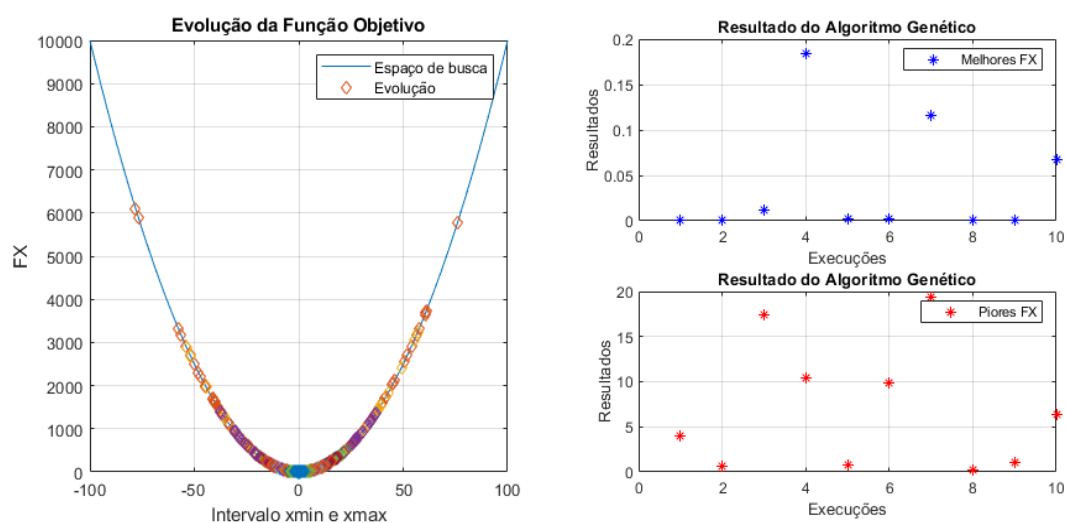 Evolução da Função Objetivo
10000
9000
8000
7000
6000
5000
4000
3000
2000
1000
0
FX
-100 -50 0 50 100
Intervalo xmin e xmax
Espaço de busca
Evolução
Resultado do Algoritmo Genético
0.2
0.15
0.1
0.05
0
Resultados
Melhores FX
0 2 4 6 8 10
Execuções
Resultado do Algoritmo Genético
20
15
10
5
0
Resultados
Piores FX
0 2 4 6 8 10
Execuções